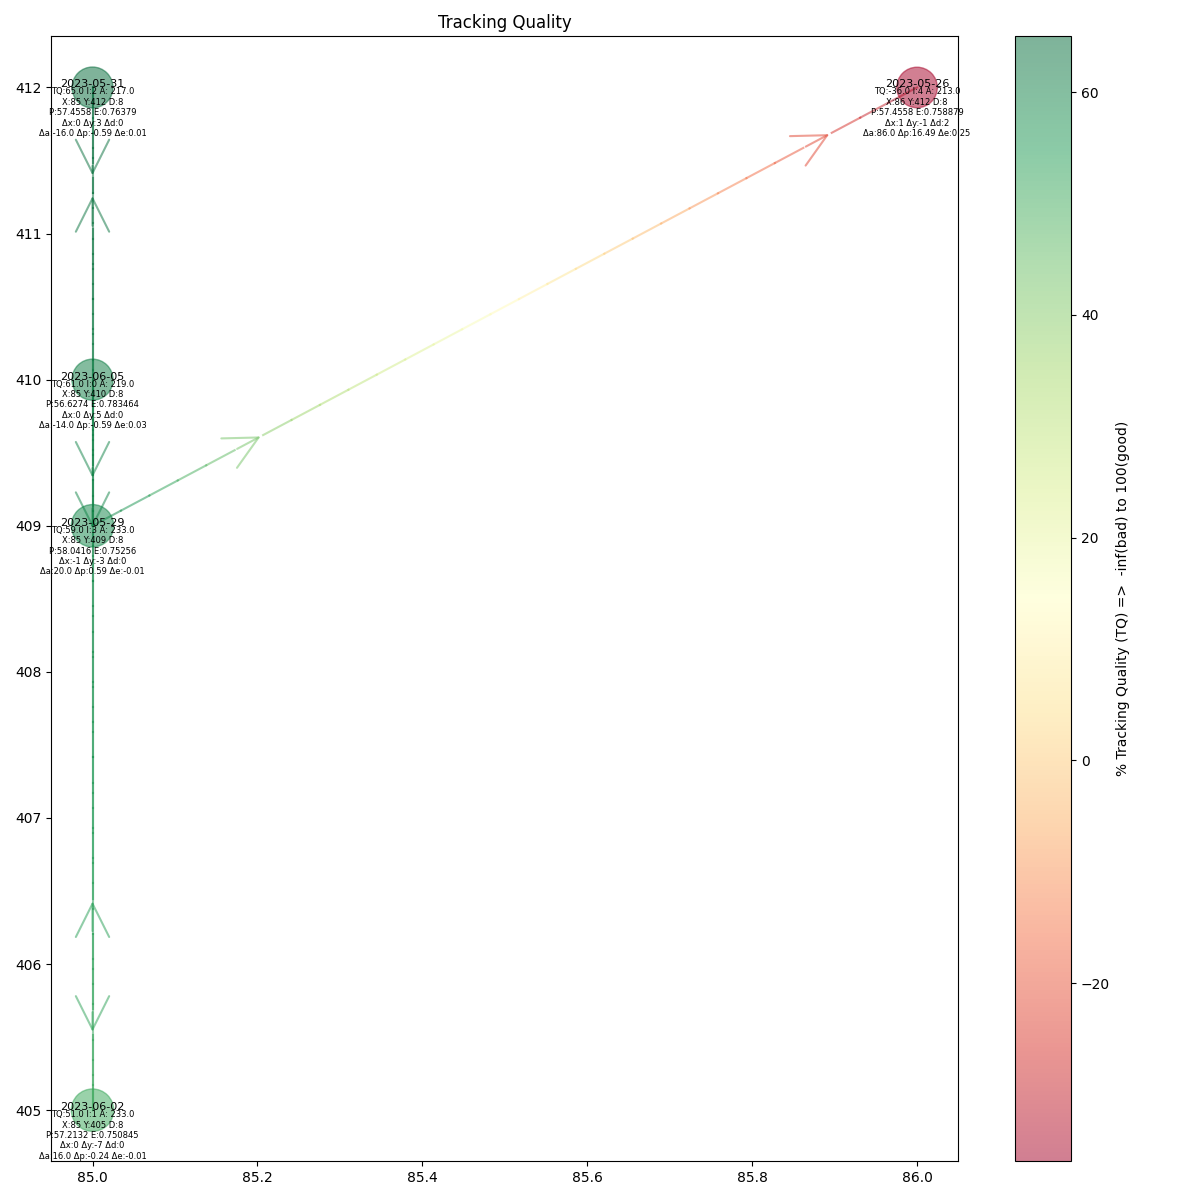 Tracking Quality
2023-05-31
TQ:65.0 I:2 A: 217.0
X:85 Y:412 D:8
P:57.4558 E:0.76379
Δx:0 Δy:3 Δd:0
Δa:-16.0 Δp:-0.59 Δe:0.01
2023-05-26
TQ:-36.0 I:4 A: 213.0
X:86 Y:412 D:8
P:57.4558 E:0.758879
Δx:1 Δy:-1 Δd:2
Δa:86.0 Δp:16.49 Δe:0.25
2023-06-05
TQ:61.0 I:0 A: 219.0
X:85 Y:410 D:8
P:56.6274 E:0.783464
Δx:0 Δy:5 Δd:0
Δa:-14.0 Δp:-0.59 Δe:0.03
2023-05-29
TQ:59.0 I:3 A: 233.0
X:85 Y:409 D:8
P:58.0416 E:0.75256
Δx:-1 Δy:-3 Δd:0
Δa:20.0 Δp:0.59 Δe:-0.01
2023-06-02
TQ:51.0 I:1 A: 233.0
X:85 Y:405 D:8
P:57.2132 E:0.750845
Δx:0 Δy:-7 Δd:0
Δa:16.0 Δp:-0.24 Δe:-0.01
412
411
410
409
408
407
406
405
85.0
85.2
85.4
85.6
85.8
86.0
60
40
20
0
−20
% Tracking Quality (TQ) => -inf(bad) to 100(good)